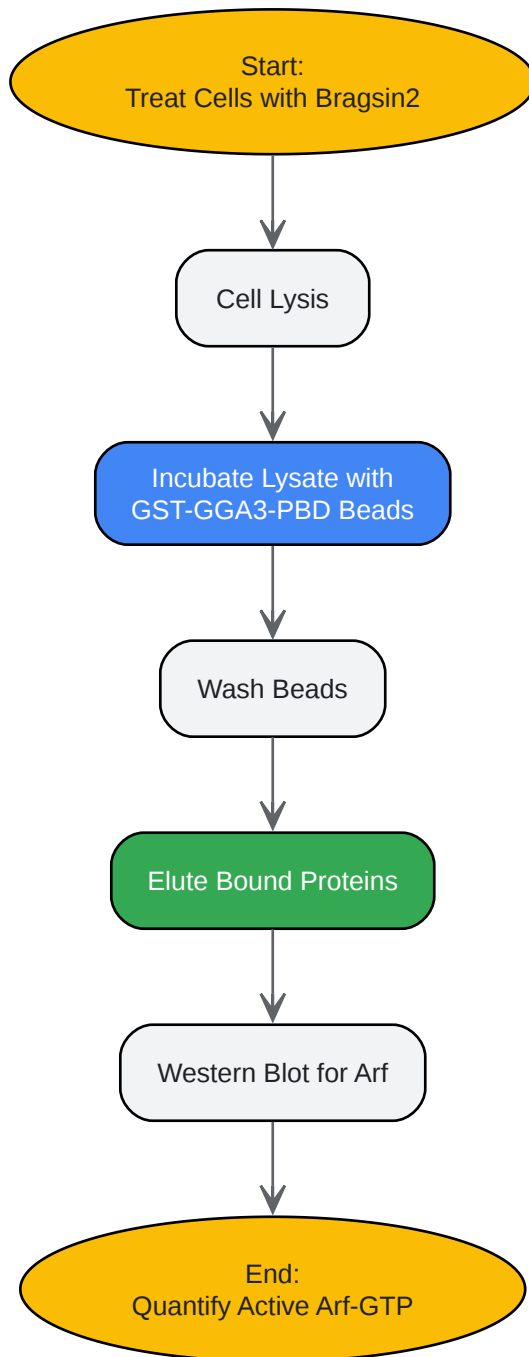 Start:
Treat Cells with Bragsin2
Cell Lysis
Incubate Lysate with
GST-GGA3-PBD Beads
Wash Beads
Elute Bound Proteins
Western Blot for Arf
End:
Quantify Active Arf-GTP